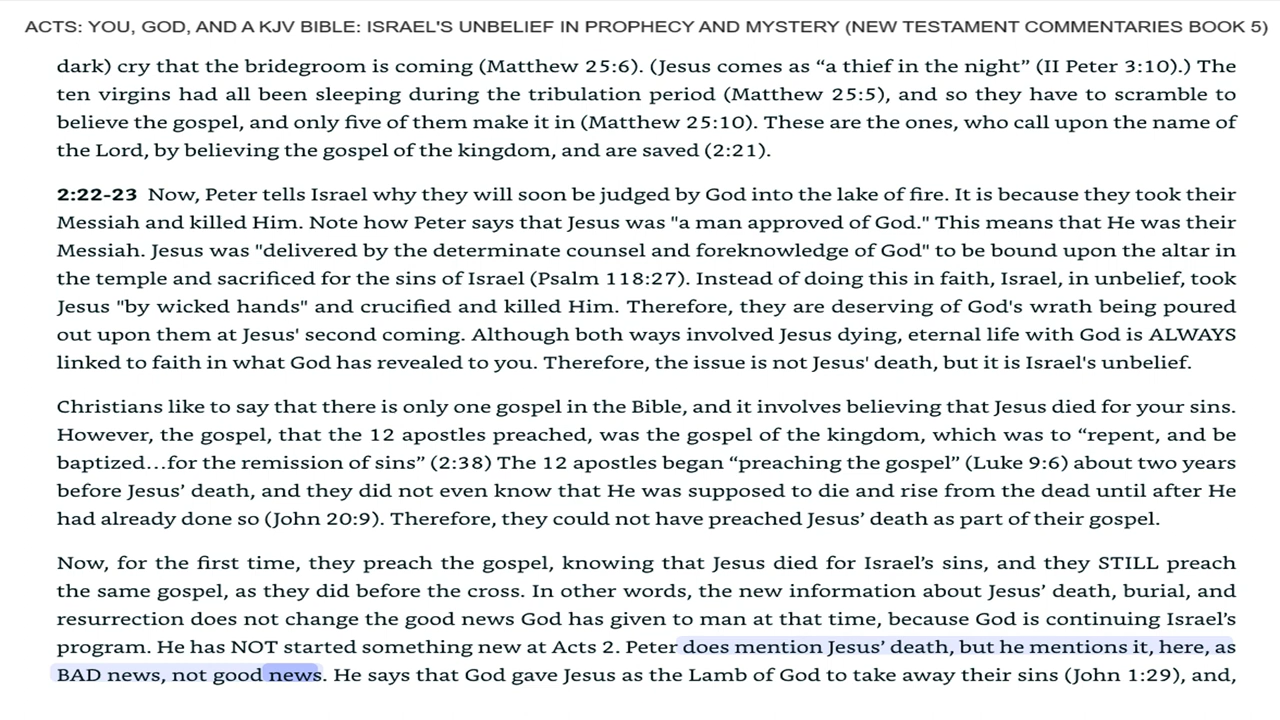 ACTS: YOU, GOD, AND A KJV BIBLE: ISRAEL'S UNBELIEF IN PROPHECY AND MYSTERY (NEW TESTAMENT COMMENTARIES BOOK 5)
dark) cry that the bridegroom is coming (Matthew 25:6). (Jesus comes as “a thief in the night” (II Peter 3:10).) The
ten virgins had all been sleeping during the tribulation period (Matthew 25:5), and so they have to scramble to
believe the gospel, and only five of them make it in (Matthew 25:10). These are the ones, who call upon the name of
the Lord, by believing the gospel of the kingdom, and are saved (2:21).
2:22-23 Now, Peter tells Israel why they will soon be judged by God into the lake of fire. It is because they took their
Messiah and killed Him. Note how Peter says that Jesus was "a man approved of God." This means that He was their
Messiah. Jesus was "delivered by the determinate counsel and foreknowledge of God" to be bound upon the altar in
the temple and sacrificed for the sins of Israel (Psalm 118:27). Instead of doing this in faith, Israel, in unbelief, took
Jesus "by wicked hands" and crucified and killed Him. Therefore, they are deserving of God's wrath being poured
out upon them at Jesus' second coming. Although both ways involved Jesus dying, eternal life with God is ALWAYS
linked to faith in what God has revealed to you. Therefore, the issue is not Jesus' death, but it is Israel's unbelief.
Christians like to say that there is only one gospel in the Bible, and it involves believing that Jesus died for your sins.
However, the gospel, that the 12 apostles preached, was the gospel of the kingdom, which was to “repent, and be
baptized…for the remission of sins” (2:38) The 12 apostles began “preaching the gospel” (Luke 9:6) about two years
before Jesus’ death, and they did not even know that He was supposed to die and rise from the dead until after He
had already done so (John 20:9). Therefore, they could not have preached Jesus’ death as part of their gospel.
Now, for the first time, they preach the gospel, knowing that Jesus died for Israel’s sins, and they STILL preach
the same gospel, as they did before the cross. In other words, the new information about Jesus’ death, burial, and
resurrection does not change the good news God has given to man at that time, because God is continuing Israel’s
program. He has NOT started something new at Acts 2. Peter does mention Jesus’ death, but he mentions it, here, as
BAD news, not good news. He says that God gave Jesus as the Lamb of God to take away their sins (John 1:29), and,